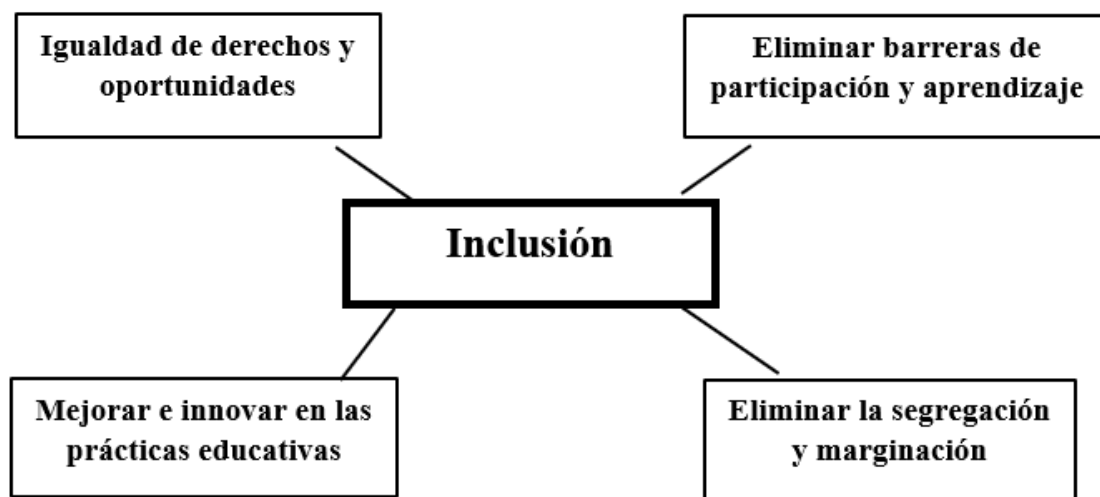 Igualdad de derechos y
oportunidades
Eliminar barreras de
participación y aprendizaje
Inclusión
Mejorar e innovar en las
prácticas educativas
Eliminar la segregación
y marginación